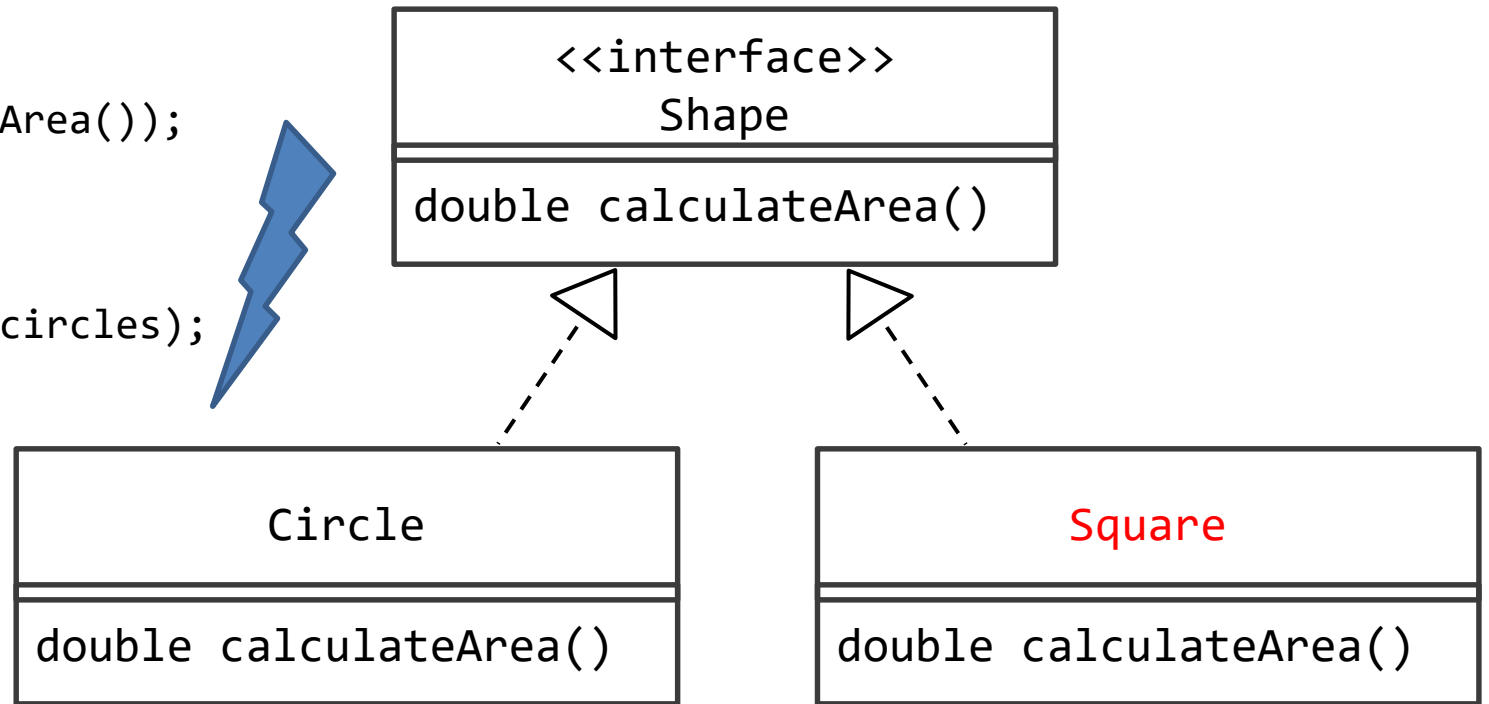 <<interface>>
Shape
Area());
double calculateArea()
circles);
Circle
Square
double calculateArea()
double calculateArea()